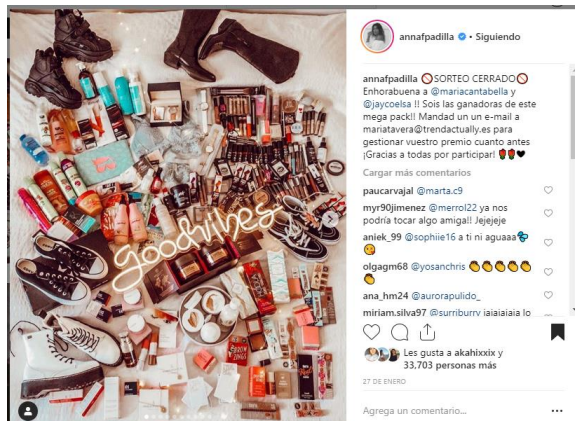 goodvibes
annafpadilla • Siguiendo
annafpadilla 🚫SORTEO CERRADO🚫
Enhorabuena a @mariacantabella y
@jaycoelsa !! Sois las ganadoras de este
mega pack!! Mandad un un e-mail a
mariatavera@trendactually.es para
gestionar vuestro premio cuanto antes
¡Gracias a todas por participar! 🌹🌹♥
Cargar más comentarios
paucarvajal @marta.c9
myr90jimenez @merrol22 ya nos
podría tocar algo amiga!! Jejejeje
aniek_99 @sophiie16 a ti ni aguaaa
olgagm68 @yosanchris 👏👏👏👏👏
👏
ana_hm24 @aurorapulido_
miriam.silva97 @surriburry jajajajaja lo
Les gusta a akahixxix y
33,703 personas más
27 DE ENERO
Agrega un comentario...